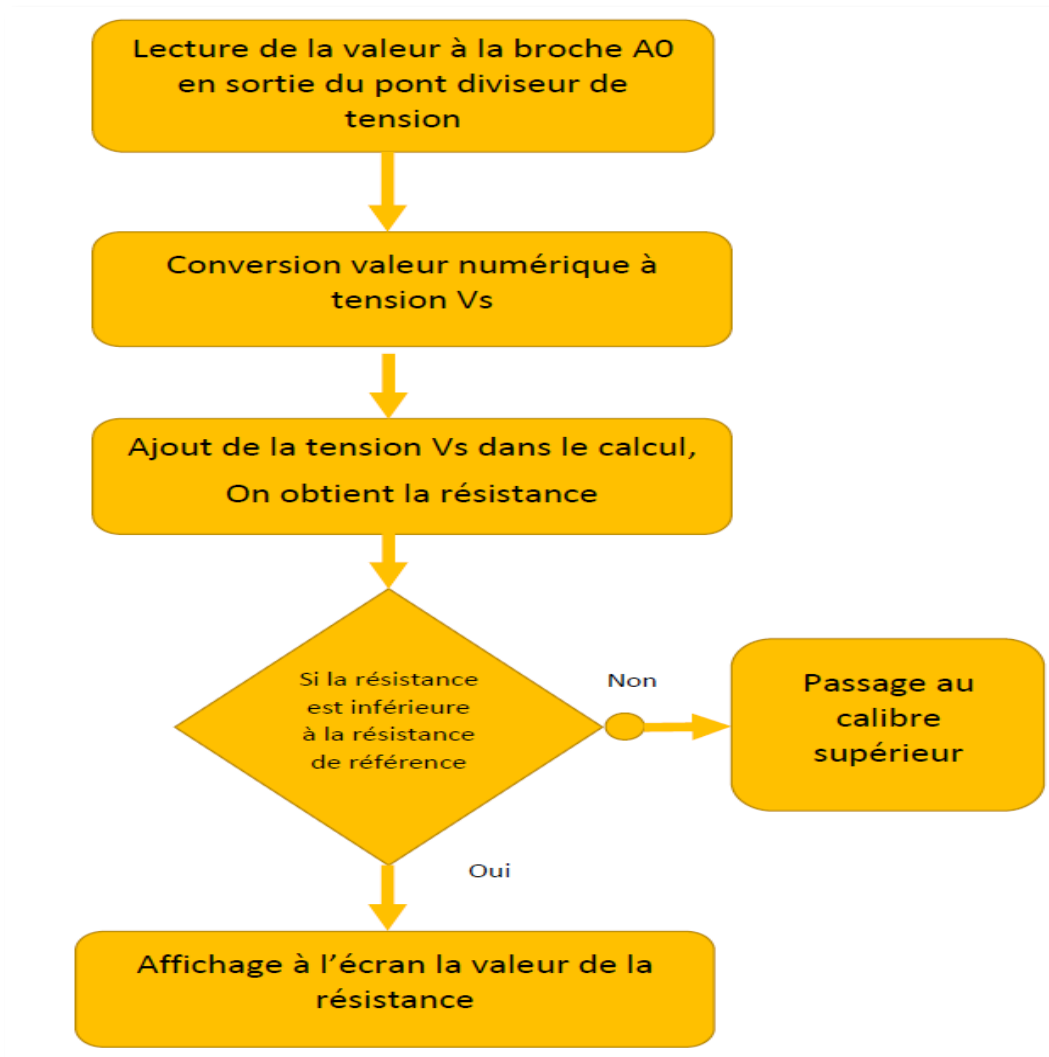 Lecture de la valeur à la broche A0
en sortie du pont diviseur de
tension
Conversion valeur numérique à
tension Vs
Ajout de la tension Vs dans le calcul,
On obtient la résistance
Si la résistance
est inférieure
à la résistance
de référence
Non
Passage au
calibre
supérieur
Oui
Affichage à l’écran la valeur de la
résistance